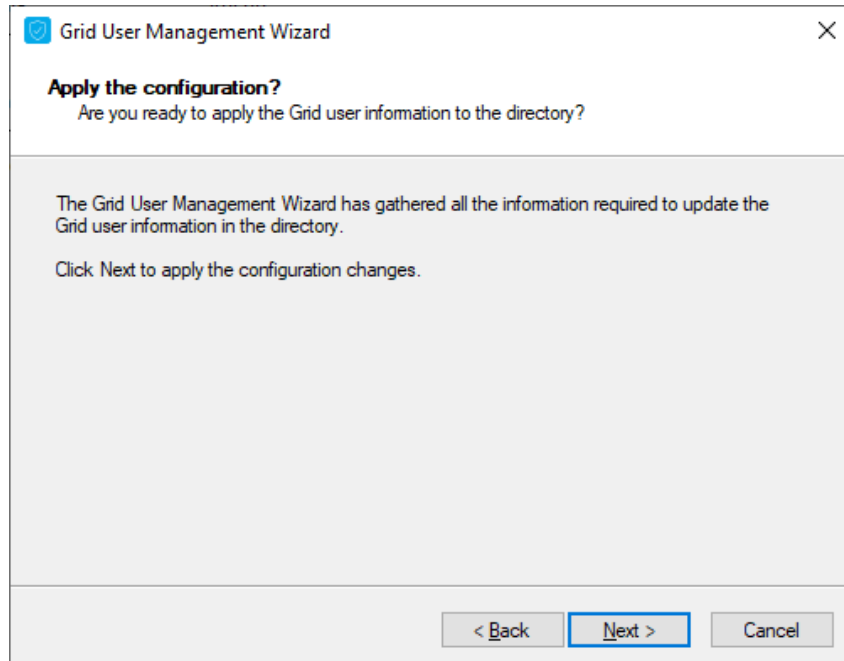 Grid User Management Wizard
Apply the configuration?
Are you ready to apply the Grid user information to the directory?
The Grid User Management Wizard has gathered all the information required to update the
Grid user information in the directory.
Click Next to apply the configuration changes.
< Back
Next >
Cancel